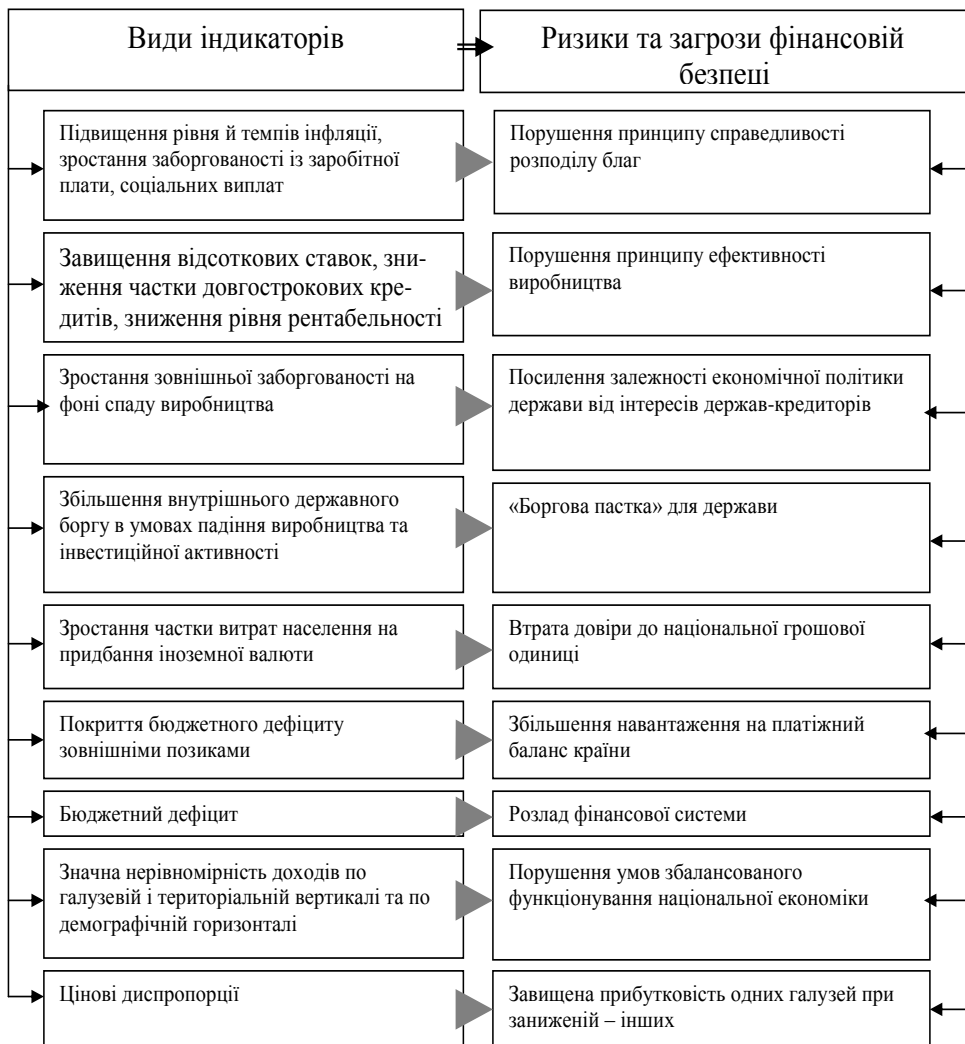 Види індикаторів
Ризики та загрози фінансовій
безпеці
Підвищення рівня й темпів інфляції,
зростання заборгованості із заробітної
плати, соціальних виплат
Порушення принципу справедливості
розподілу благ
Завищення відсоткових ставок, зни-
ження частки довгострокових кре-
дитів, зниження рівня рентабельності
Порушення принципу ефективності
виробництва
Зростання зовнішньої заборгованості на
фоні спаду виробництва
Посилення залежності економічної політики
держави від інтересів держав-кредиторів
Збільшення внутрішнього державного
боргу в умовах падіння виробництва та
інвестиційної активності
«Боргова пастка» для держави
Зростання частки витрат населення на
придбання іноземної валюти
Втрата довіри до національної грошової
одиниці
Покриття бюджетного дефіциту
зовнішніми позиками
Збільшення навантаження на платіжний
баланс країни
Бюджетний дефіцит
Розлад фінансової системи
Значна нерівномірність доходів по
галузевій і територіальній вертикалі та по
демографічній горизонталі
Порушення умов збалансованого
функціонування національної економіки
Цінові диспропорції
Завищена прибутковість одних галузей при
заниженій – інших